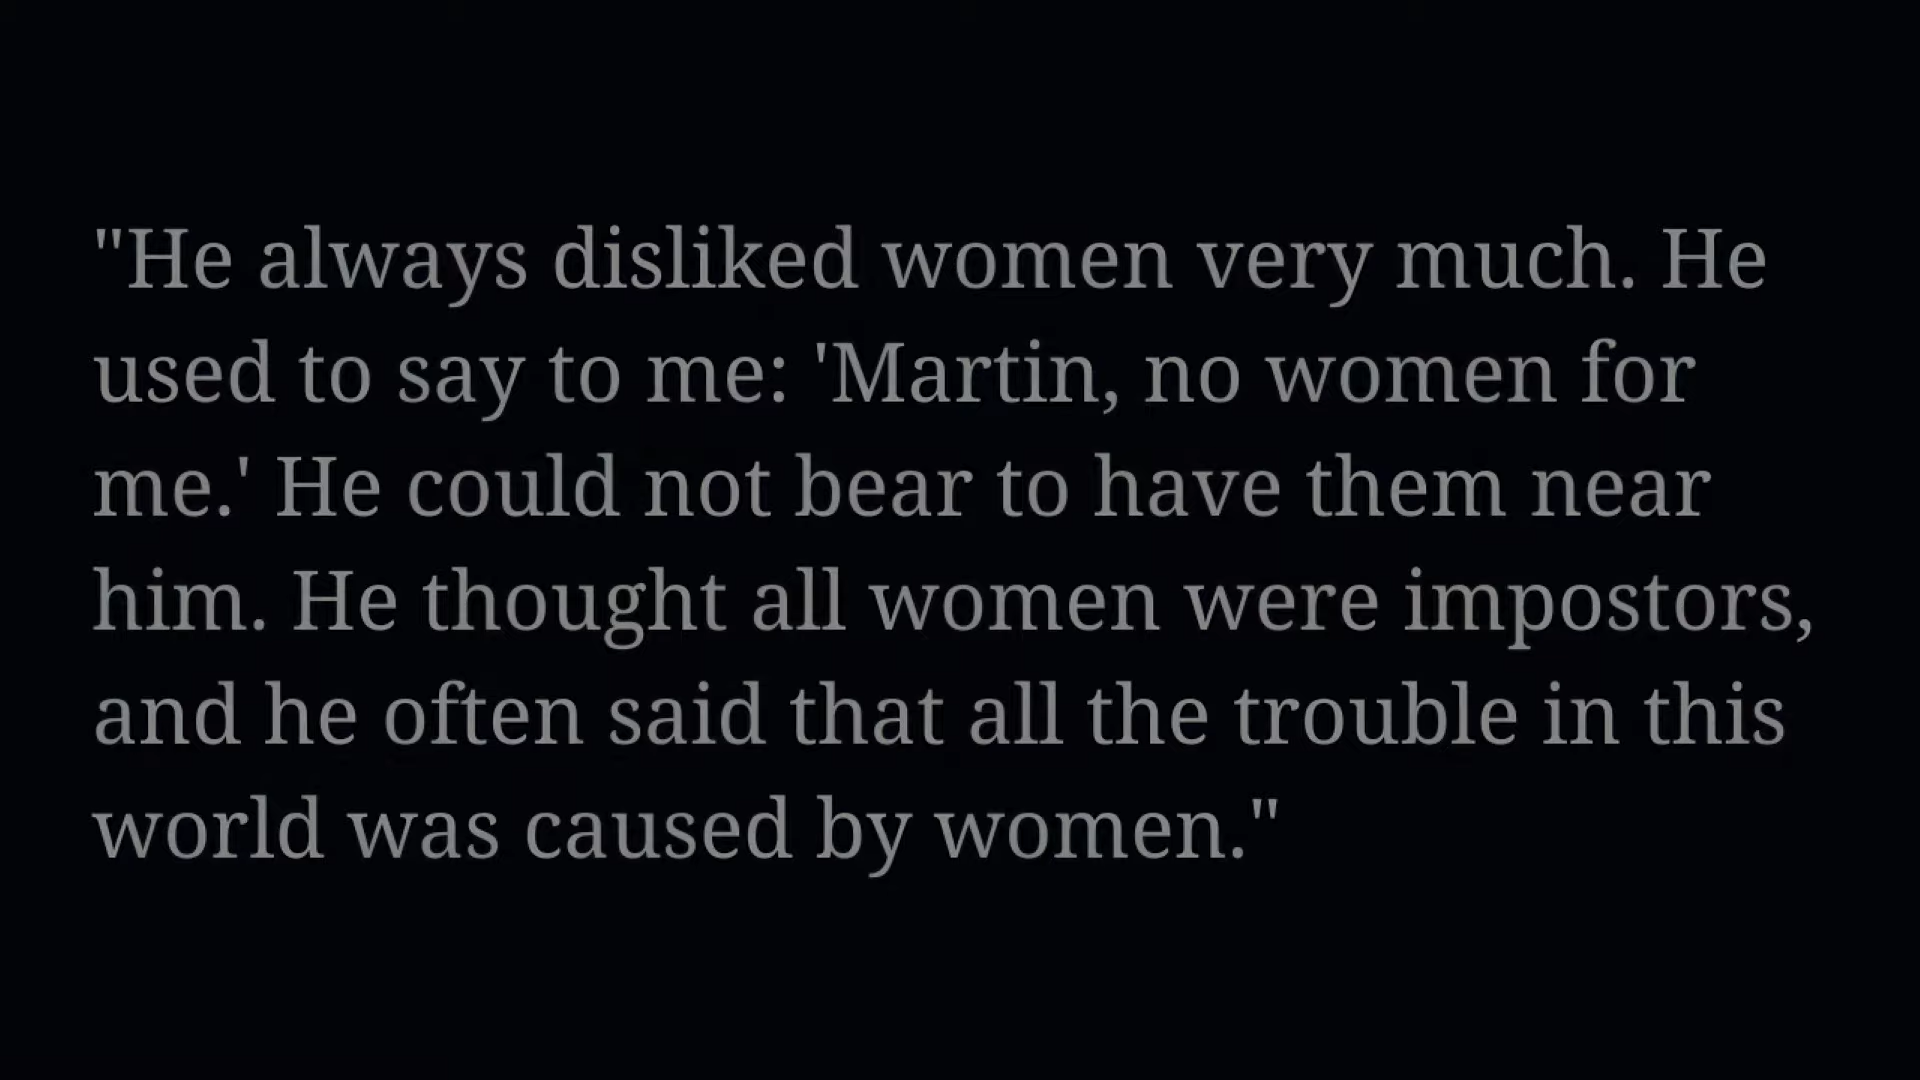 "He always disliked women very much. He
used to say to me: 'Martin, no women for
me.' He could not bear to have them near
him. He thought all women were impostors,
and he often said that all the trouble in this
world was caused by women."